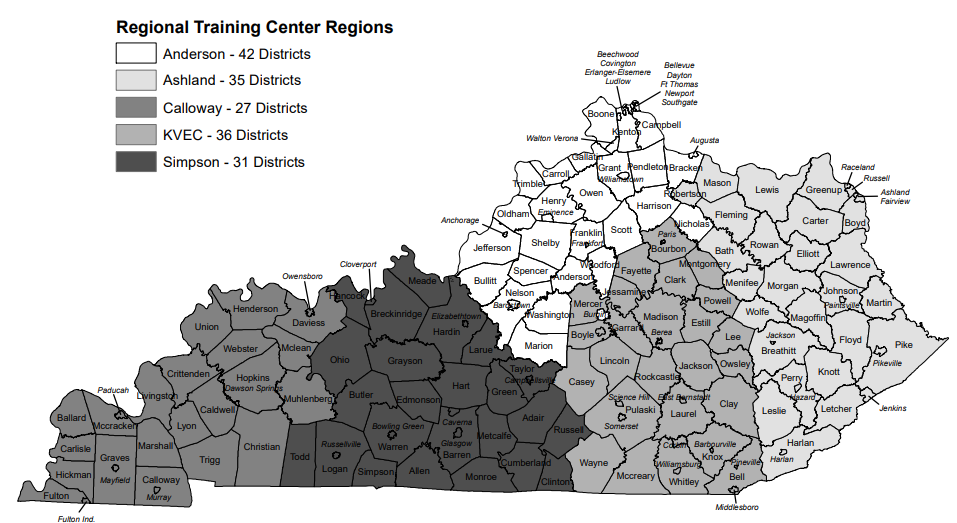 Regional Training Center Regions
Anderson - 42 Districts
Ashland - 35 Districts
Calloway - 27 Districts
KVEC - 36 Districts
Simpson - 31 Districts
Beechwood
Covington
Erlanger-Elsemere
Ludlow
Bellevue
Dayton
Ft Thomas
Newport
Southgate
Boone
Kenton
Campbell
Walton Verona
Augusta
Gallatin
Grant
Pendleton
Bracken
Williamstown
Carroll
Trimble
Owen
Robertson
Mason
Lewis
Greenup
Raceland
Russell
Ashland
Fairview
Henry
Eminence
Harrison
Oldham
Fleming
Carter
Boyd
Anchorage
Nicholas
Jefferson
Shelby
Franklin
Frankfort
Scott
Paris
Bourbon
Bath
Rowan
Elliott
Lawrence
Spencer
Bullitt
Anderson
Woodford
Fayette
Montgomery
Clark
Menifee
Morgan
Johnson
Paintsville
Martin
Owensboro
Cloverport
Hancock
Meade
Nelson
Bardstown
Washington
Mercer
Burgin
Jessamine
Madison
Powell
Wolfe
Magoffin
Henderson
Daviess
Breckinridge
Elizabethtown
Hardin
Marion
Boyle
Garrard
Berea
Estill
Lee
Jackson
Breathitt
Floyd
Pike
Pikeville
Union
Webster
Mclean
Ohio
Grayson
Larue
Taylor
Campbellsville
Casey
Lincoln
Rockcastle
Jackson
Owsley
Perry
Hazard
Knott
Crittenden
Hopkins
Dawson Springs
Muhlenberg
Butler
Edmonson
Hart
Green
Adair
Science Hill
Pulaski
Somerset
East Bernstadt
Laurel
Clay
Leslie
Letcher
Jenkins
Paducah
Livingston
Caldwell
Ballard
Mccracken
Lyon
Carlisle
Graves
Mayfield
Marshall
Trigg
Christian
Todd
Russellville
Logan
Bowling Green
Warren
Simpson
Allen
Caverna
Glasgow
Barren
Metcalfe
Monroe
Cumberland
Russell
Clinton
Wayne
Mccreary
Corbin
Williamsburg
Whitley
Barbourville
Knox
Pineville
Bell
Harlan
Harlan
Middlesboro
Hickman
Fulton
Fulton Ind.
Calloway
Murray